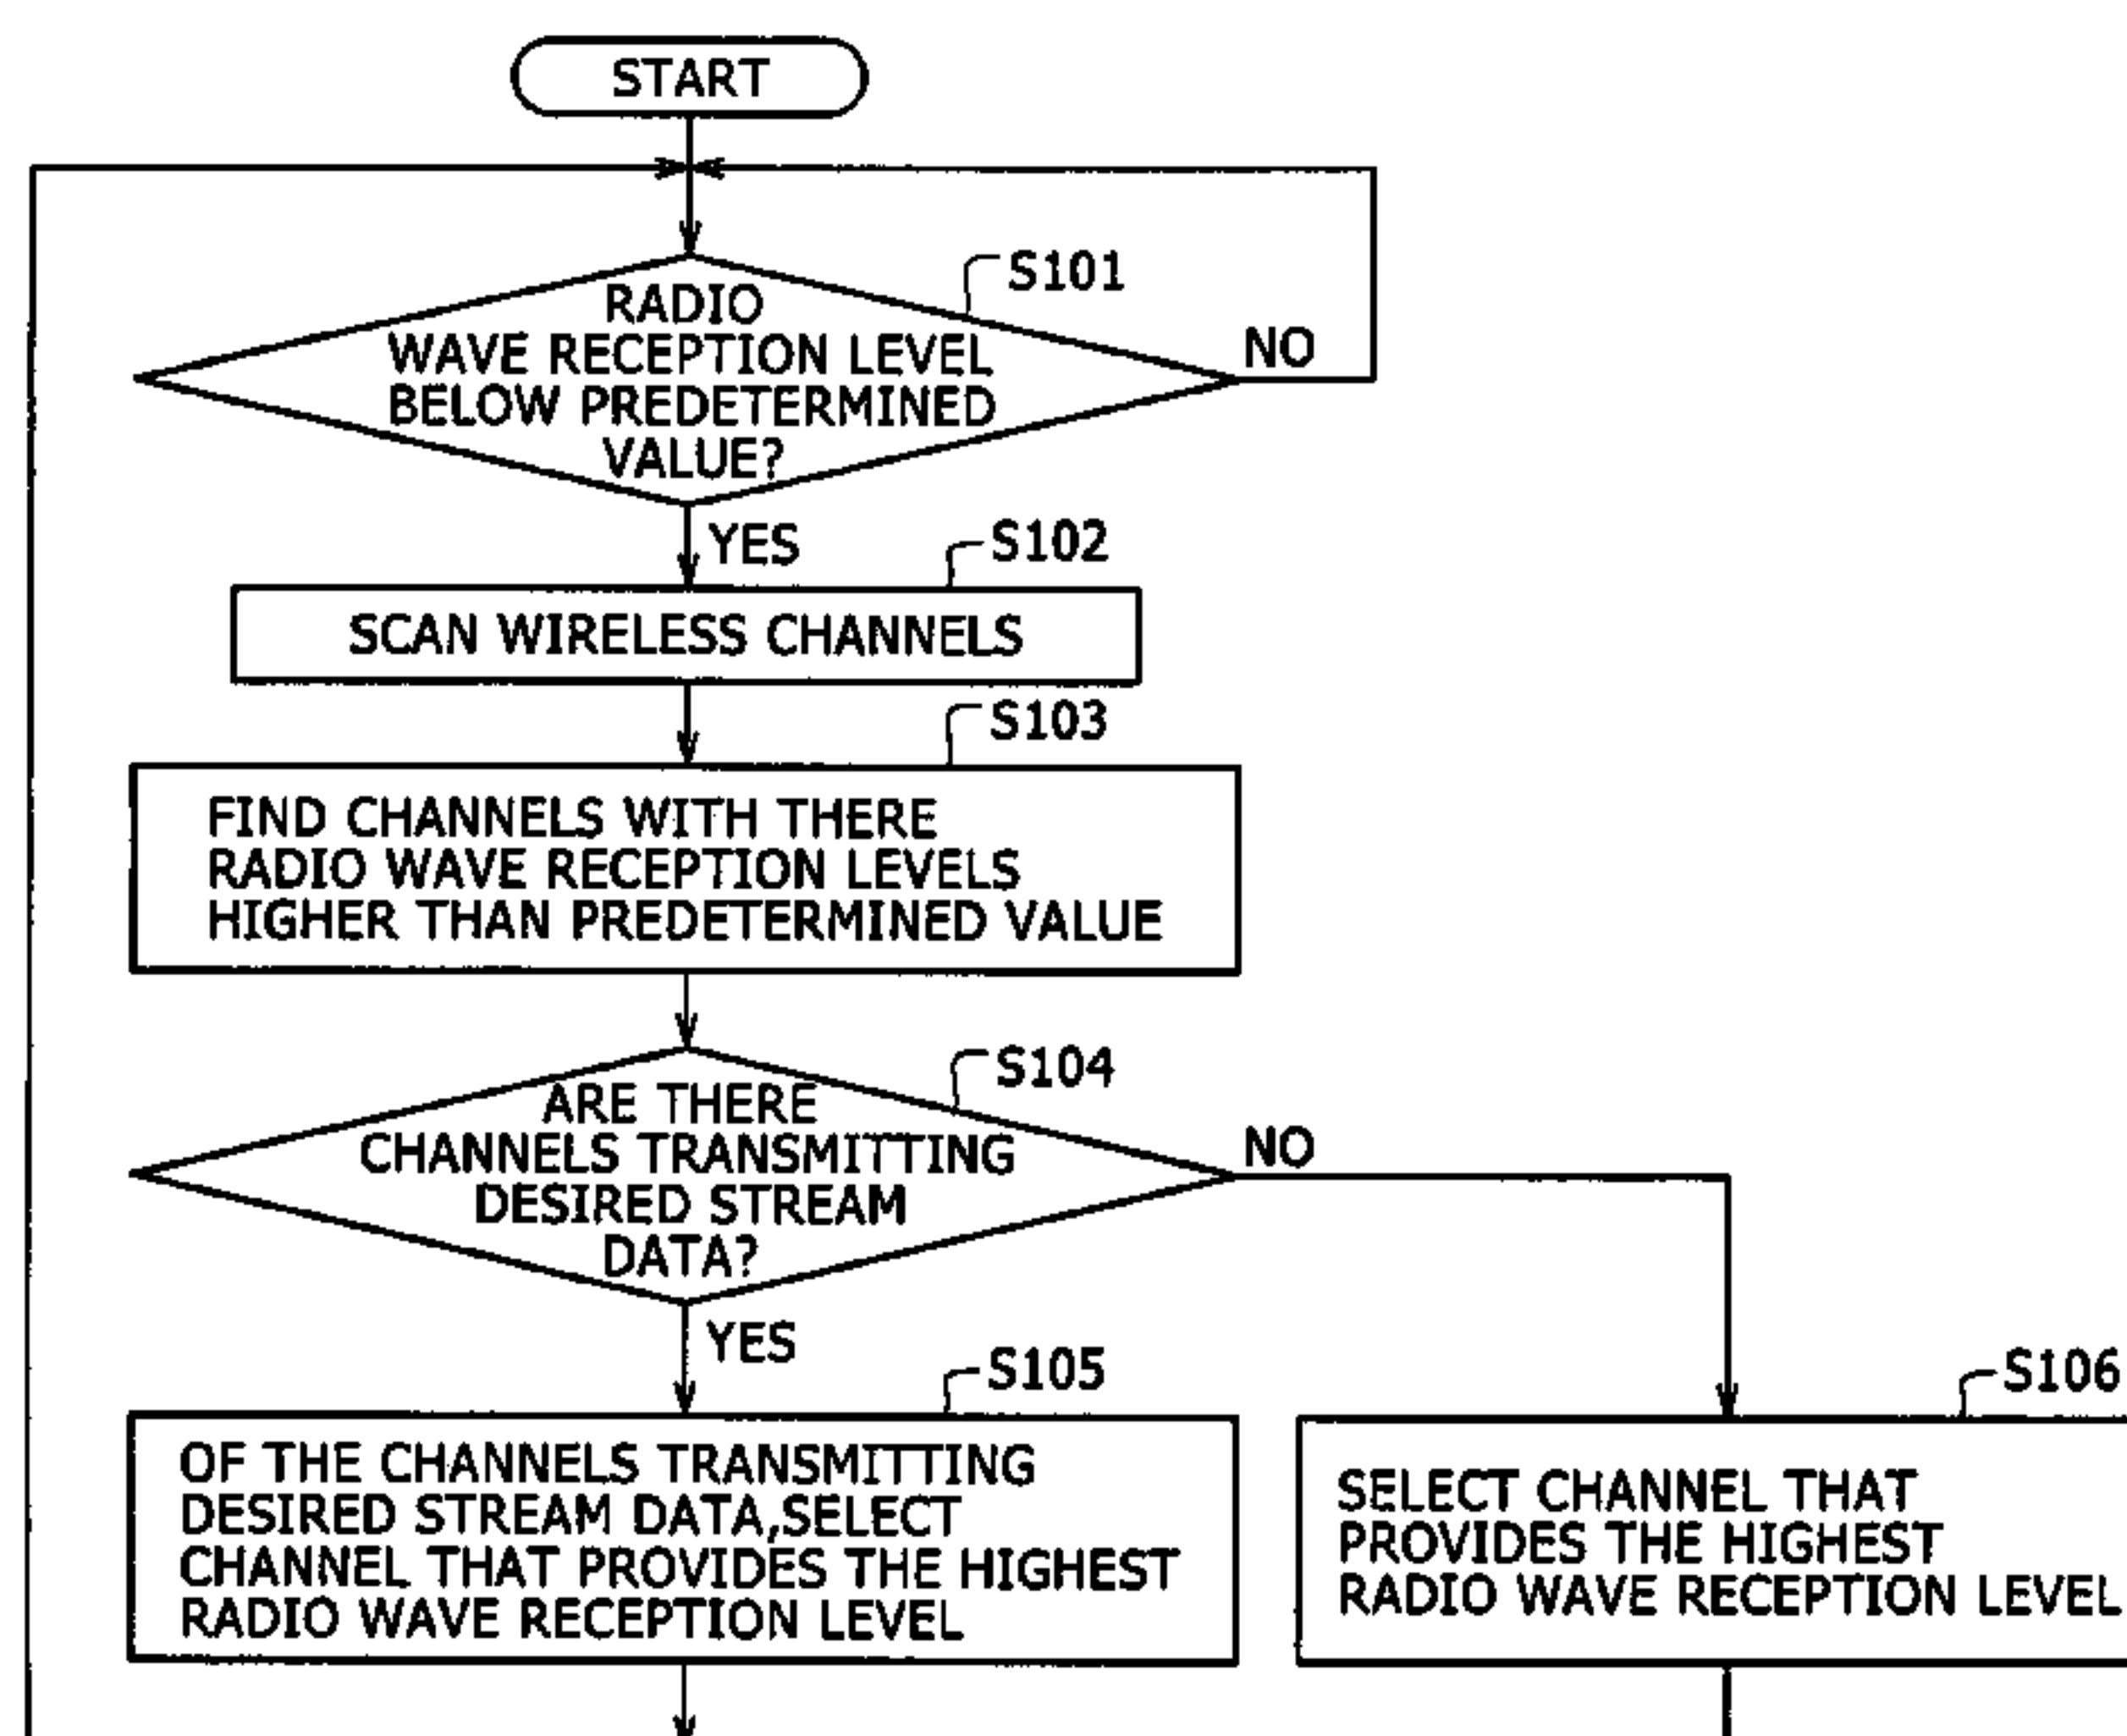 START
S101
RADIO
WAVE RECEPTION LEVEL
BELOW PREDETERMINED
VALUE?
NO
YES
S102
SCAN WIRELESS CHANNELS
S103
FIND CHANNELS WITH THERE
RADIO WAVE RECEPTION LEVELS
HIGHER THAN PREDETERMINED VALUE
S104
ARE THERE
CHANNELS TRANSMITTING
DESIRED STREAM
DATA?
NO
YES
S105
OF THE CHANNELS TRANSMITTING
DESIRED STREAM DATA,SELECT
CHANNEL THAT PROVIDES THE HIGHEST
RADIO WAVE RECEPTION LEVEL
S106
SELECT CHANNEL THAT
PROVIDES THE HIGHEST
RADIO WAVE RECEPTION LEVEL